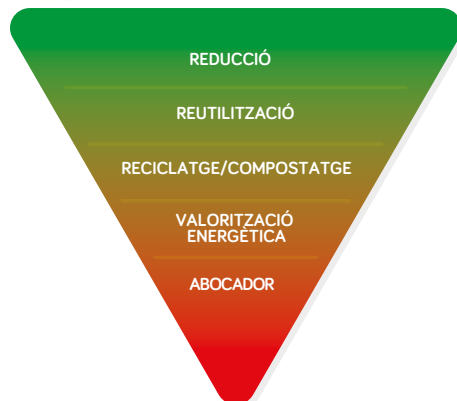 REDUCCIÓ
REUTILITZACIÓ
RECICLATGE/COMPOSTATGE
VALORITZACIÓ
ENERGÈTICA
ABOCADOR